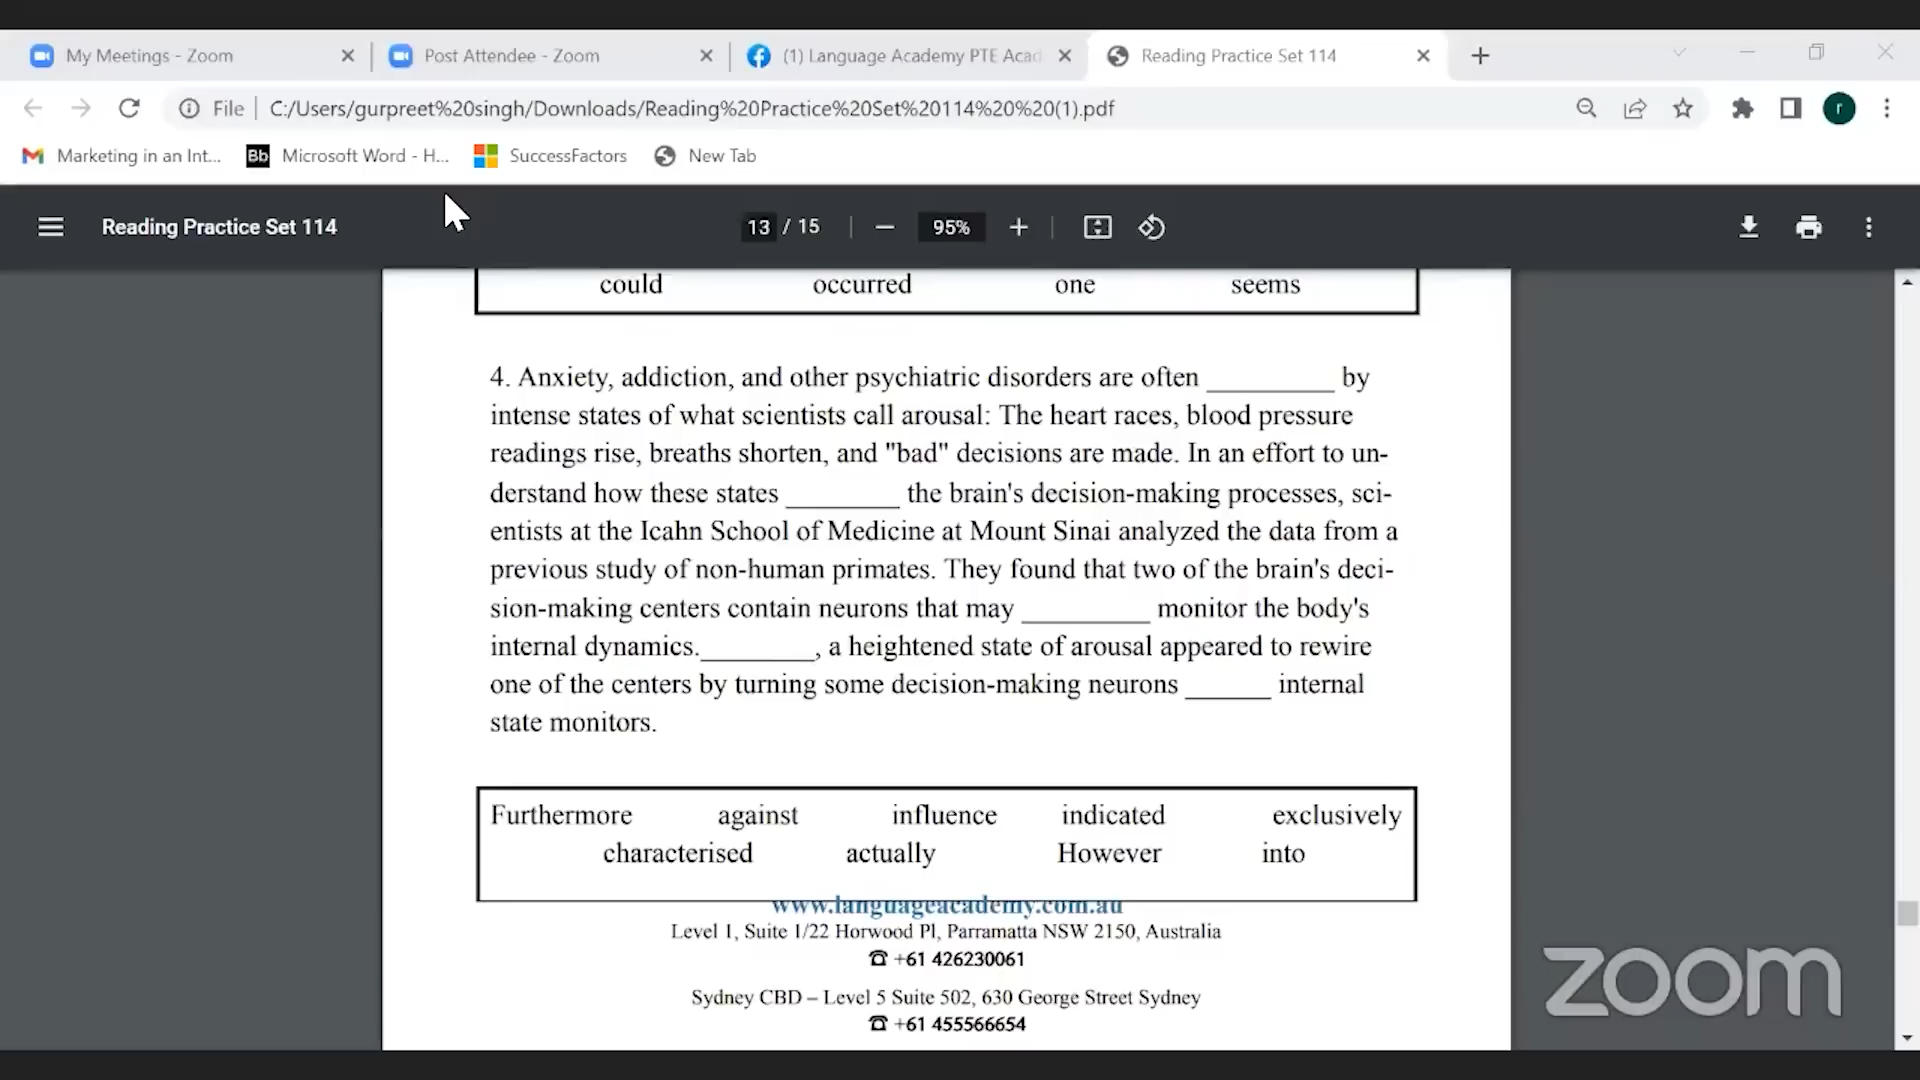 My Meetings - Zoom
Post Attendee - Zoom
(1) Language Academy PTE Acad
Reading Practice Set 114
File
C:/Users/gurpreet%20singh/Downloads/Reading%20Practice%20Set%20114%20%20(1).pdf
r
Marketing in an Int...
Bb
Microsoft Word - H...
SuccessFactors
New Tab
Reading Practice Set 114
13 / 15
95%
could occurred one seems
4. Anxiety, addiction, and other psychiatric disorders are often _________ by
intense states of what scientists call arousal: The heart races, blood pressure
readings rise, breaths shorten, and "bad" decisions are made. In an effort to un-
derstand how these states ________ the brain's decision-making processes, sci-
entists at the Icahn School of Medicine at Mount Sinai analyzed the data from a
previous study of non-human primates. They found that two of the brain's deci-
sion-making centers contain neurons that may _________ monitor the body's
internal dynamics.________, a heightened state of arousal appeared to rewire
one of the centers by turning some decision-making neurons ______ internal
state monitors.
Furthermore against influence indicated exclusively
characterised actually However into
www.languageacademy.com.au
Level 1, Suite 1/22 Horwood Pl, Parramatta NSW 2150, Australia
☎ +61 426230061
Sydney CBD – Level 5 Suite 502, 630 George Street Sydney
☎ +61 455566654
zoom